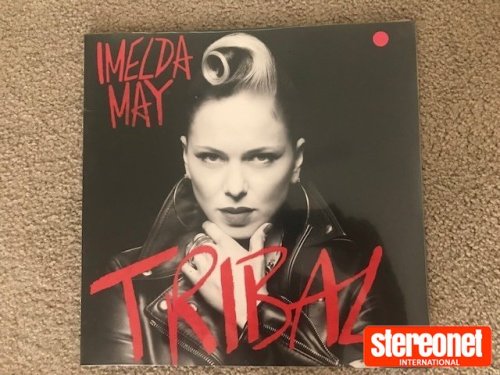 IMELDA
MAY
TRIBAL
stereonet
INTERNATIONAL